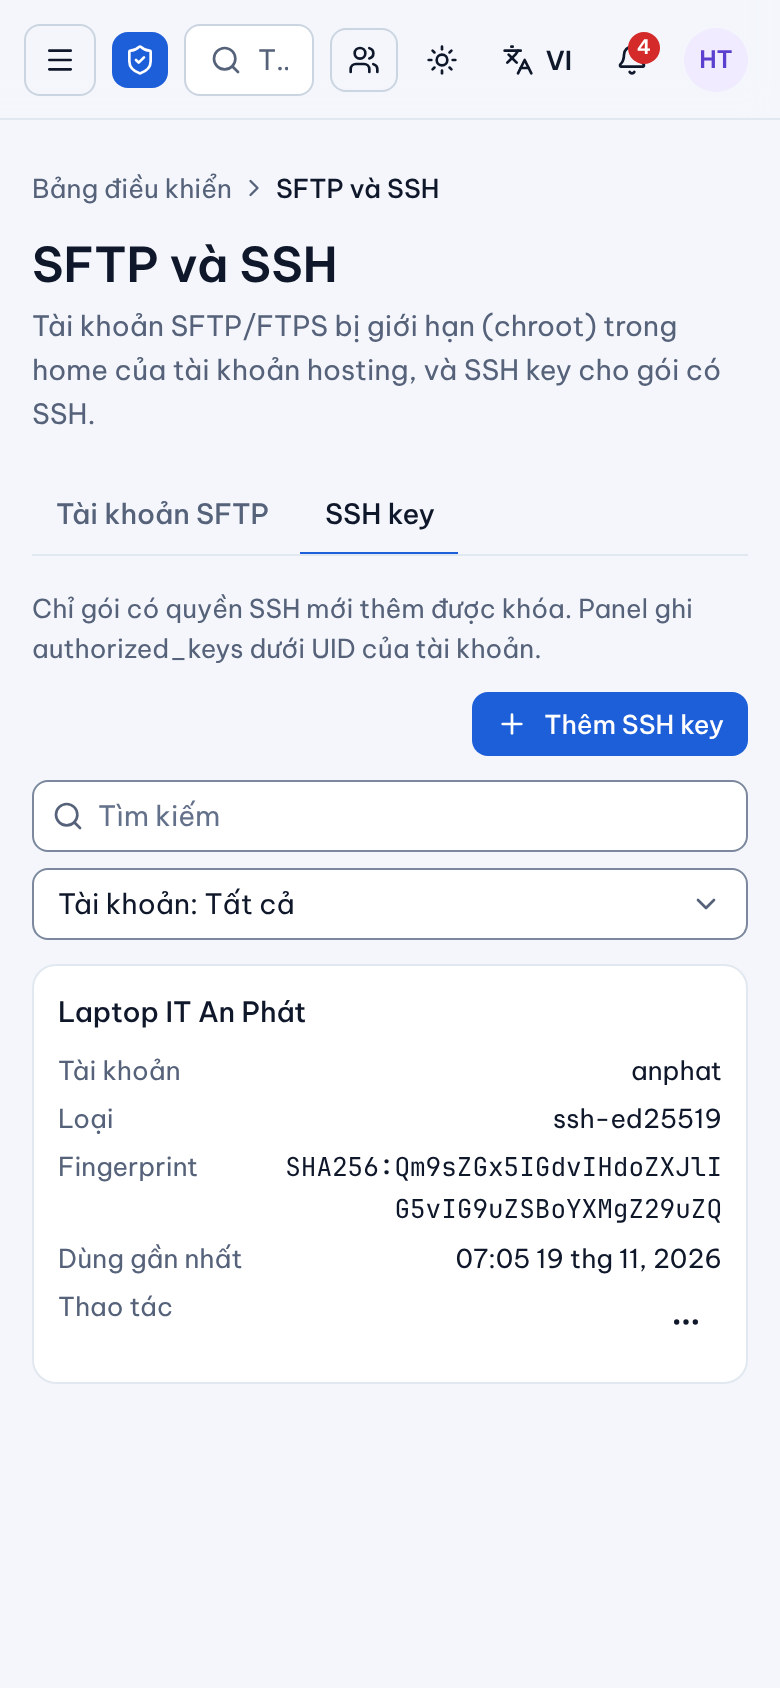 T..
VI
4
HT
Bảng điều khiển > SFTP và SSH
SFTP và SSH
Tài khoản SFTP/FTPS bị giới hạn (chroot) trong
home của tài khoản hosting, và SSH key cho gói có
SSH.
Tài khoản SFTP
SSH key
Chỉ gói có quyền SSH mới thêm được khóa. Panel ghi
authorized_keys dưới UID của tài khoản.
+ Thêm SSH key
Tìm kiếm
Tài khoản: Tất cả
Laptop IT An Phát
Tài khoản anphat
Loại ssh-ed25519
Fingerprint SHA256:Qm9sZGx5IGdvIHdoZXJlI
G5vIG9uZSBoYXMgZ29uZQ
Dùng gần nhất 07:05 19 thg 11, 2026
Thao tác ...